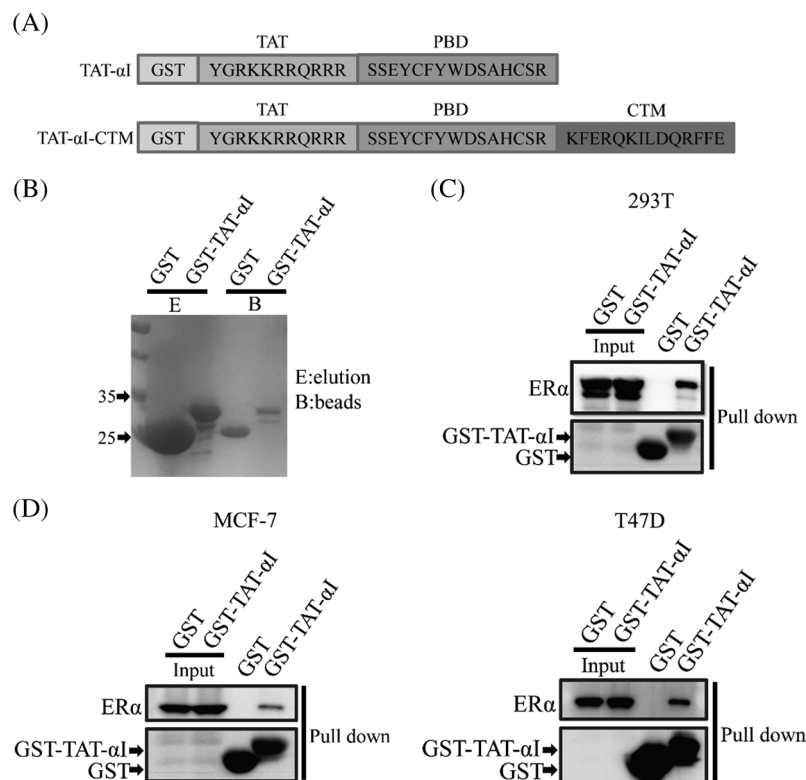 (A)
TAT PBD
TAT-αI GST YGRKKRRQRRR SSEYCFYWDSAHCSR
TAT PBD CTM
TAT-αI-CTM GST YGRKKRRQRRR SSEYCFYWDSAHCSR KFERQKILDQRFFE
(B)
GST GST-TAT-αI GST GST-TAT-αI
E B
35
25
E:elution
B:beads
(C)
293T
GST GST-TAT-αI GST GST-TAT-αI
Input
ERα
GST-TAT-αI
GST
Pull down
(D)
MCF-7
GST GST-TAT-αI GST GST-TAT-αI
Input
ERα
GST-TAT-αI
GST
Pull down
T47D
GST GST-TAT-αI GST GST-TAT-αI
Input
ERα
GST-TAT-αI
GST
Pull down